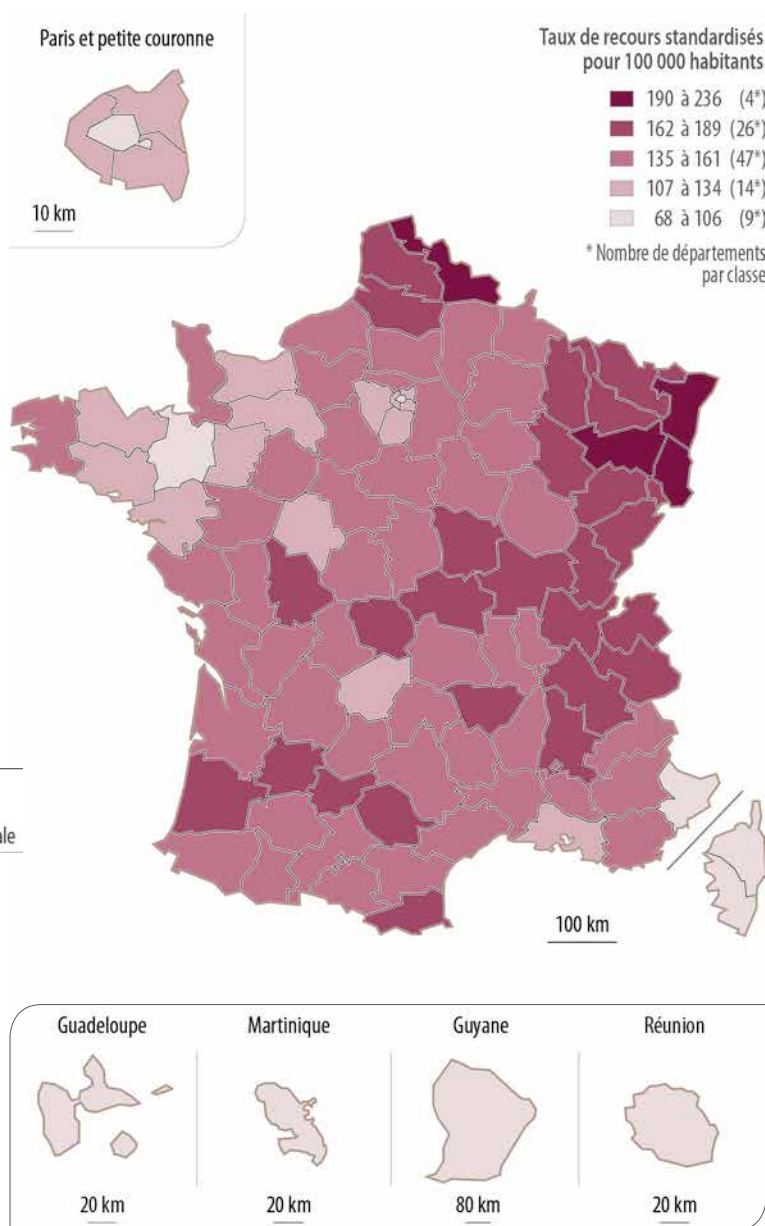 Paris et petite couronne
10 km
Taux de recours standardisés
pour 100 000 habitants
190 à 236 (4*)
162 à 189 (26*)
135 à 161 (47*)
107 à 134 (14*)
68 à 106 (9*)
* Nombre de départements
par classe
ale
100 km
Guadeloupe
Martinique
Guyane
Réunion
20 km
20 km
80 km
20 km